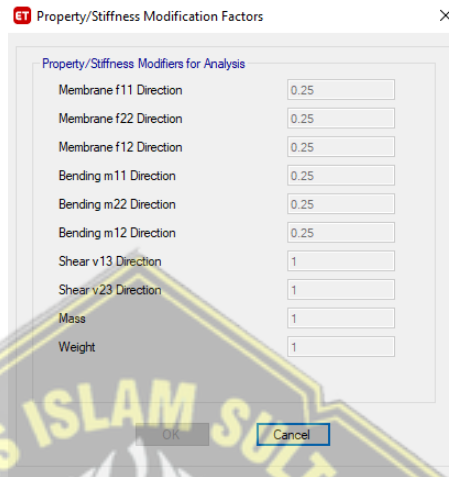 ET Property/Stiffness Modification Factors
Property/Stiffness Modifiers for Analysis
Membrane f11 Direction 0.25
Membrane f22 Direction 0.25
Membrane f12 Direction 0.25
Bending m11 Direction 0.25
Bending m22 Direction 0.25
Bending m12 Direction 0.25
Shear v13 Direction 1
Shear v23 Direction 1
Mass 1
Weight 1
ISLAM SULT
OK Cancel